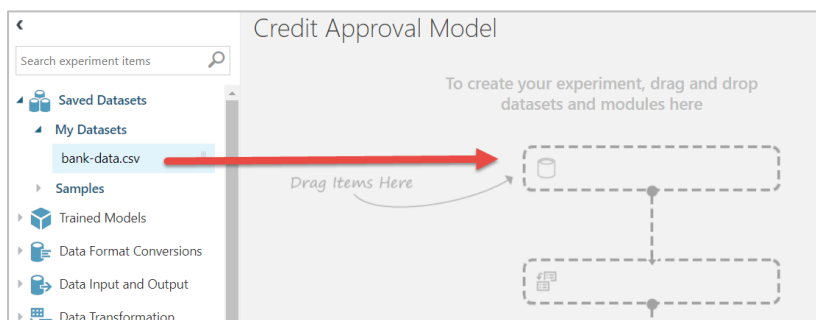 Credit Approval Model
Search experiment items
To create your experiment, drag and drop
datasets and modules here
Saved Datasets
My Datasets
bank-data.csv
Drag Items Here
Samples
Trained Models
Data Format Conversions
Data Input and Output
Data Transformation